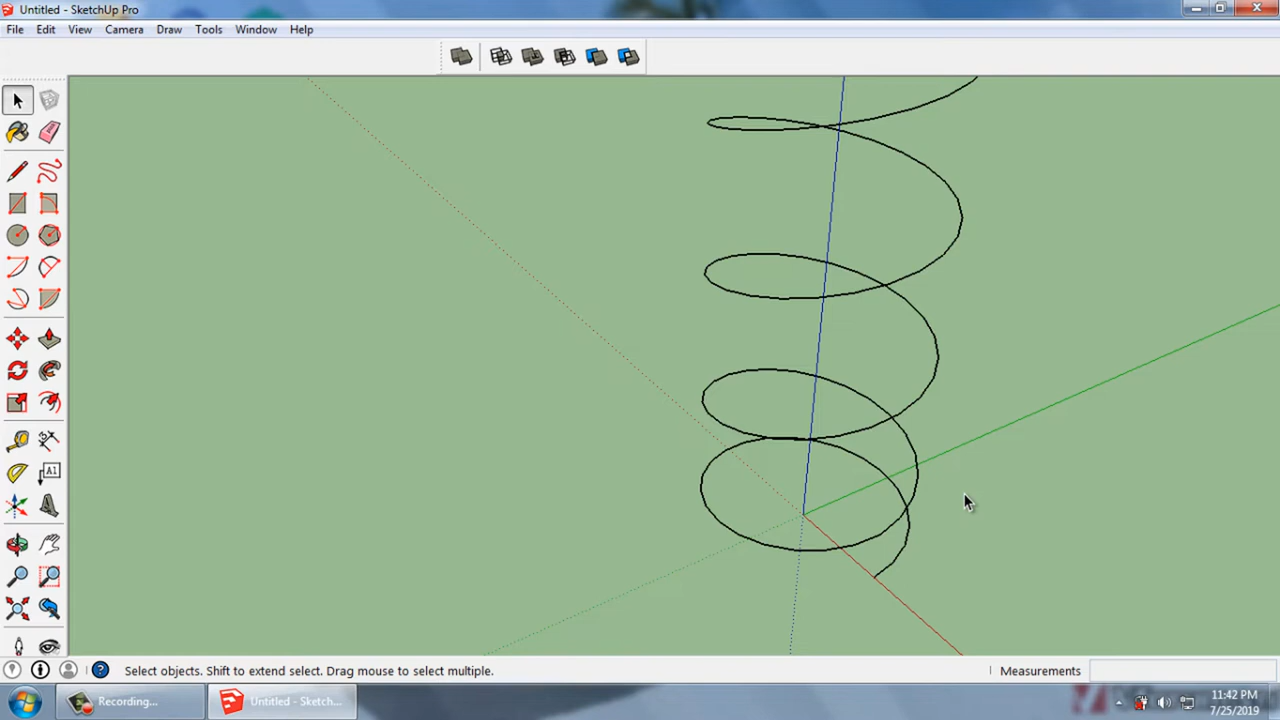 Untitled - SketchUp Pro
File Edit View Camera Draw Tools Window Help
A1
Select objects. Shift to extend select. Drag mouse to select multiple.
Measurements
Recording...
Untitled - Sketch...
11:42 PM
7/25/2019